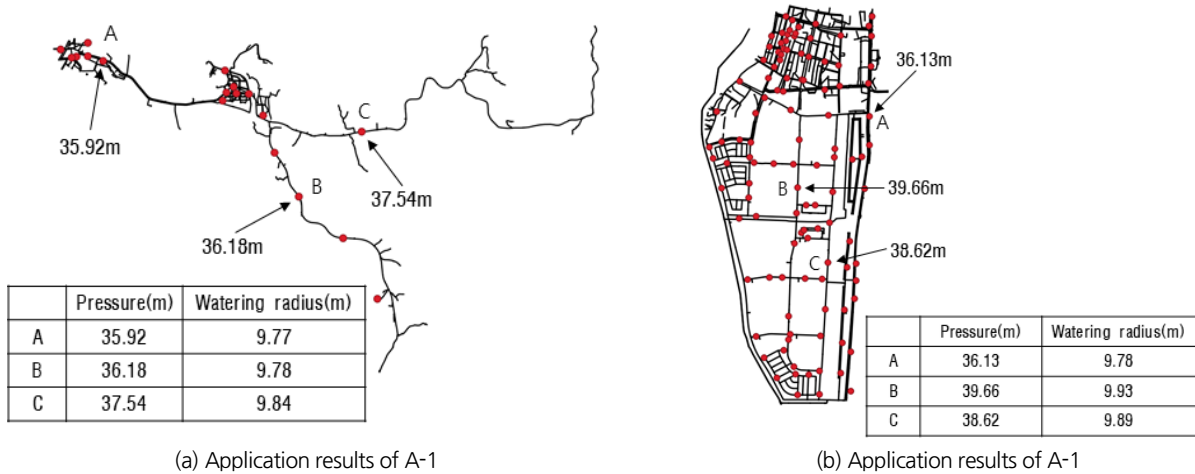 A
35.92m
C
37.54m
B
36.18m
Pressure(m) Watering radius(m)
A 35.92 9.77
B 36.18 9.78
C 37.54 9.84
(a) Application results of A-1
36.13m
A
B
39.66m
C
38.62m
Pressure(m) Watering radius(m)
A 36.13 9.78
B 39.66 9.93
C 38.62 9.89
(b) Application results of A-1